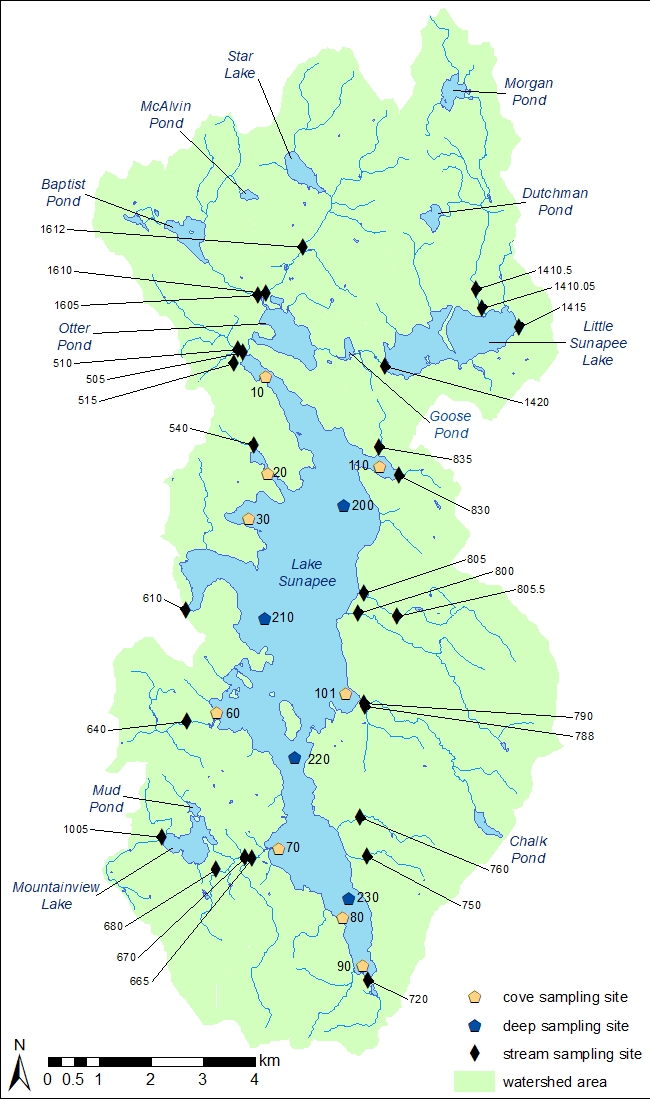 Star
Lake
Morgan
Pond
McAlvin
Pond
Baptist
Pond
Dutchman
Pond
1612
1610
1410.5
1410.05
1605
1415
Otter
Pond
Little
Sunapee
Lake
510
505
515
10
1420
Goose
Pond
540
835
110
20
830
200
30
Lake
Sunapee
805
800
805.5
610
210
101
60
790
788
640
220
Mud
Pond
1005
70
Chalk
Pond
760
Mountainview
Lake
750
230
80
680
670
665
90
720
cove sampling site
deep sampling site
stream sampling site
watershed area
N
km
0 0.5 1 2 3 4